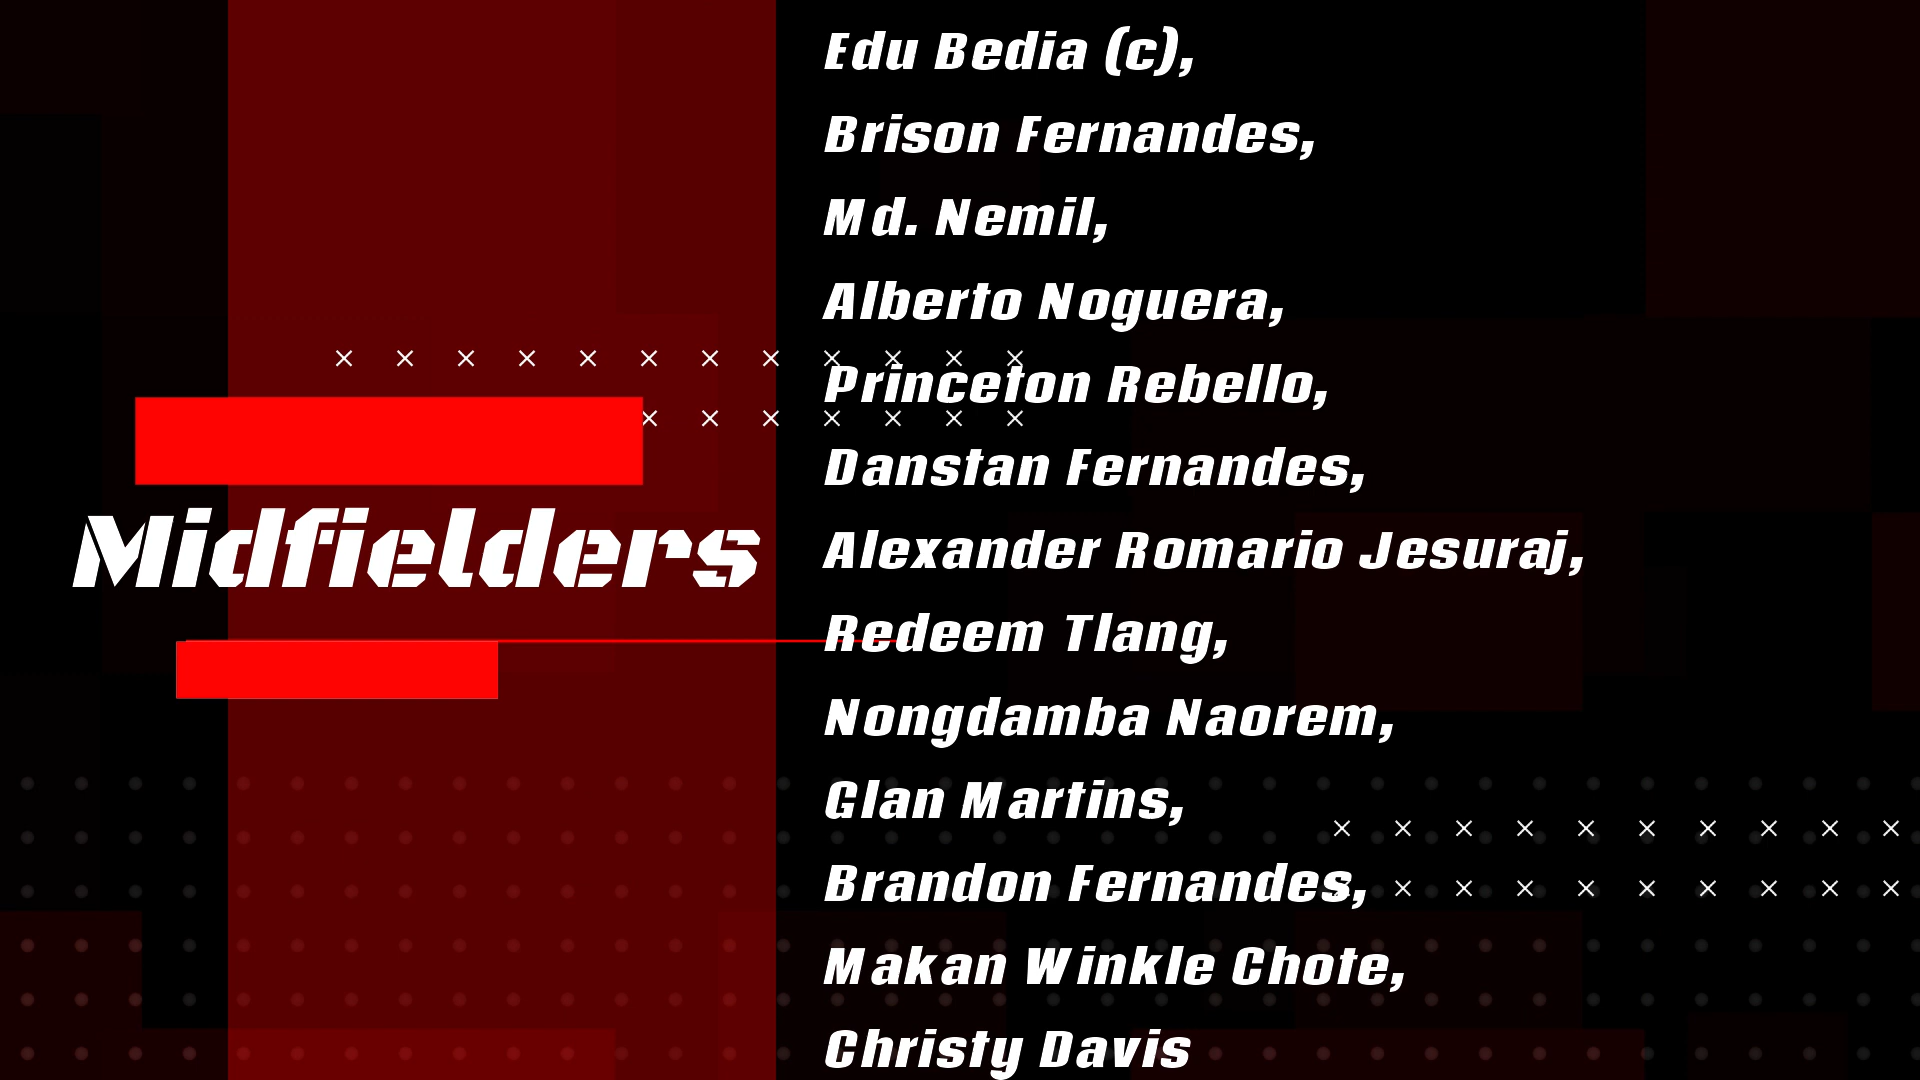 Midfielders
Edu Bedia (c),
Brison Fernandes,
Md. Nemil,
Alberto Noguera,
Princeton Rebello,
Danstan Fernandes,
Alexander Romario Jesuraj,
Redeem Tlang,
Nongdamba Naorem,
Glan Martins,
Brandon Fernandes,
Makan Winkle Chote,
Christy Davis